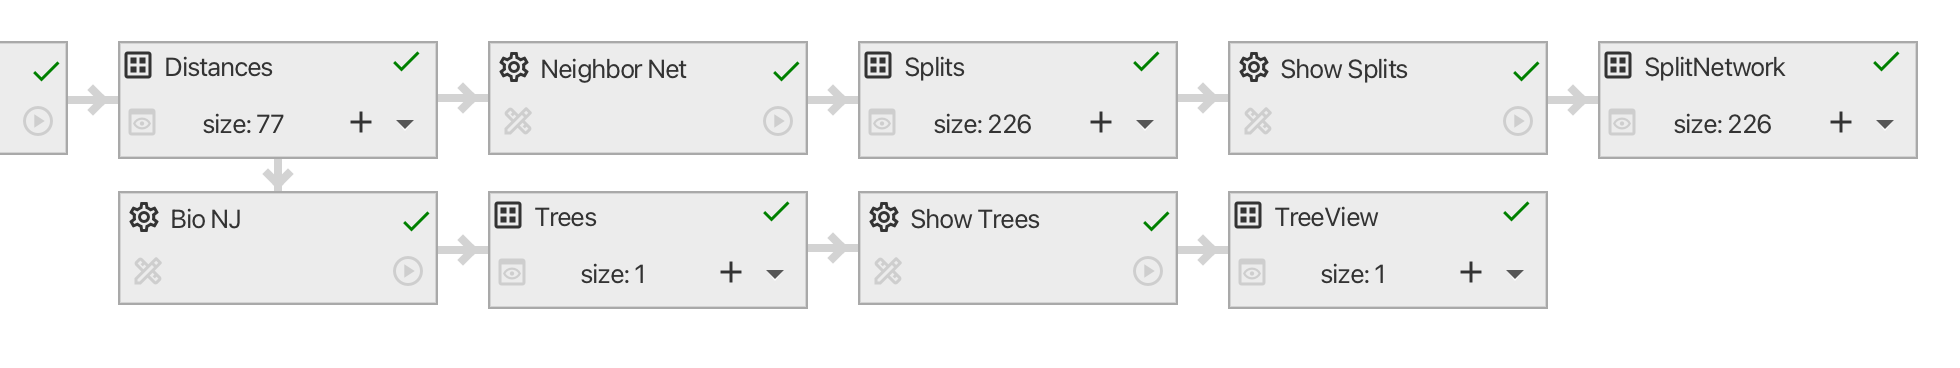 Distances
size: 77
Neighbor Net
Splits
size: 226
Show Splits
SplitNetwork
size: 226
Bio NJ
Trees
size: 1
Show Trees
TreeView
size: 1